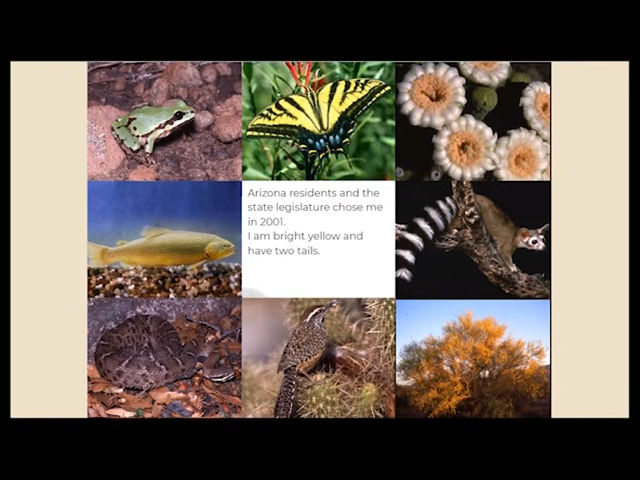 Arizona residents and the
state legislature chose me
in 2001.
I am bright yellow and
have two tails.